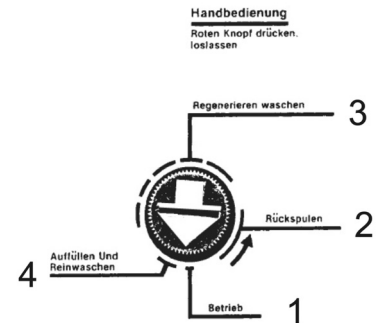 Handbedienung
Roten Knopf drücken.
loslassen
Regenerieren waschen
3
Rückspulen
2
Auffüllen Und
Reinwaschen
4
Betrieb
1